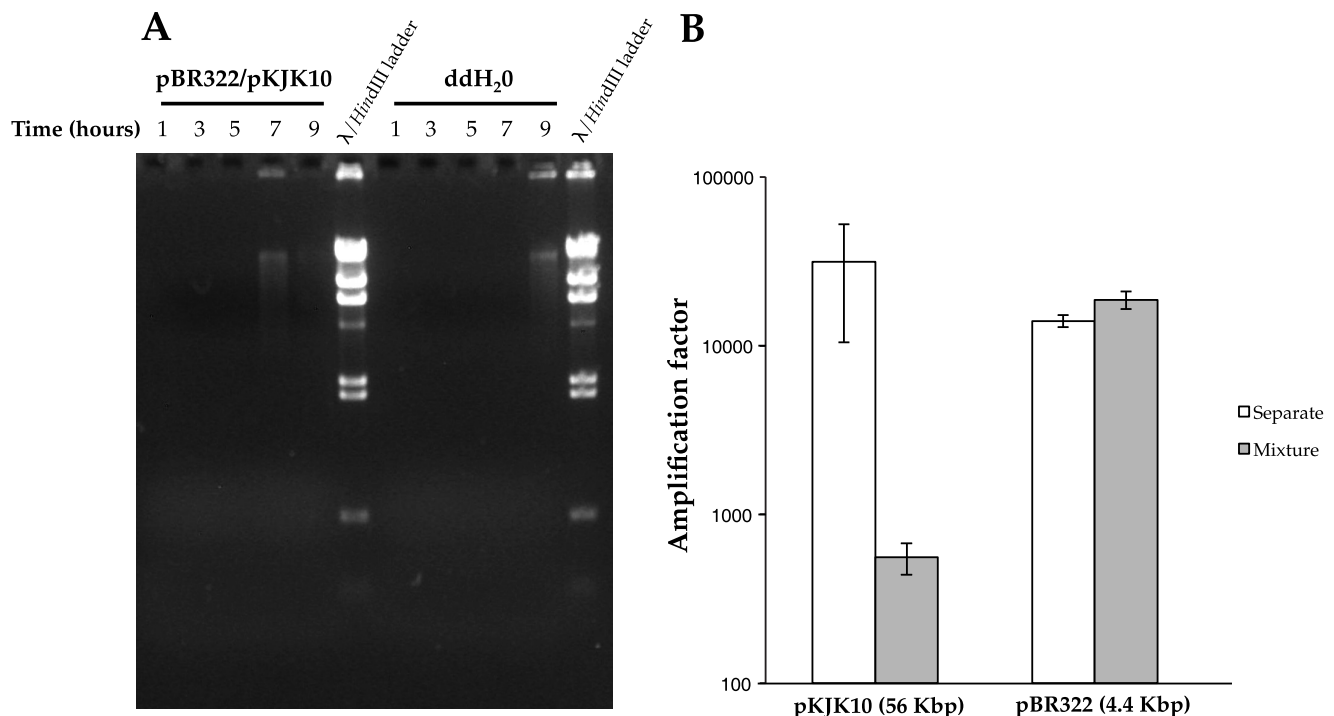 A
B
pBR322/pKJK10
λ/HindIII ladder
ddH₂0
λ/HindIII ladder
Time (hours) 1 3 5 7 9 1 3 5 7 9
100000
10000
1000
100
Amplification factor
Separate
Mixture
pKJK10 (56 Kbp)
pBR322 (4.4 Kbp)